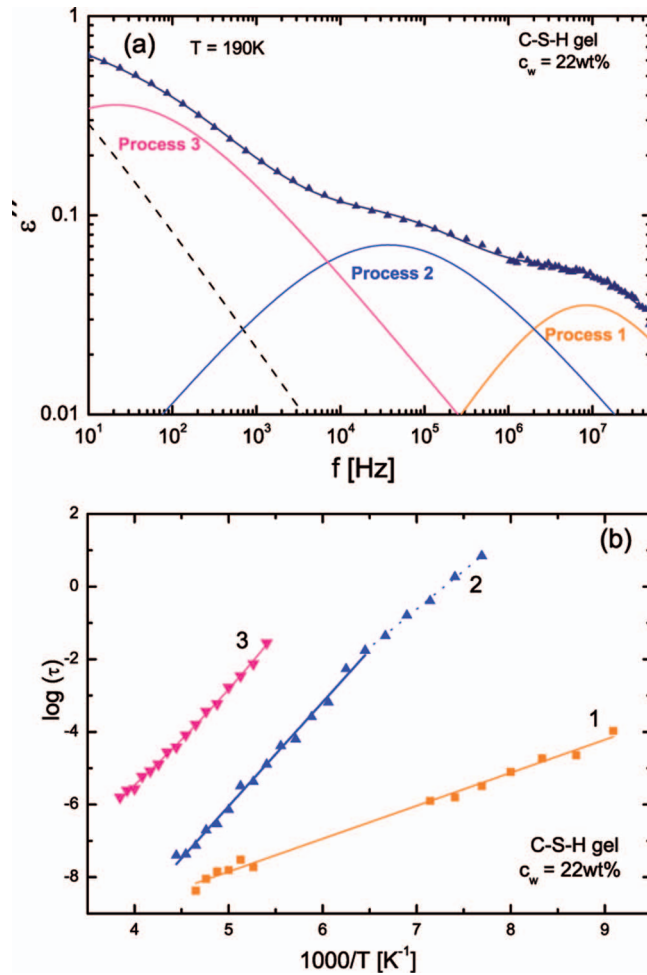 (a)
T = 190K
C-S-H gel
c_w = 22wt%
1
0.1
0.01
ε''
Process 3
Process 2
Process 1
10^1 10^2 10^3 10^4 10^5 10^6 10^7
f [Hz]
(b)
2
0
-2
-4
-6
-8
log (τ)
3
2
1
C-S-H gel
c_w = 22wt%
4 5 6 7 8 9
1000/T [K^-1]